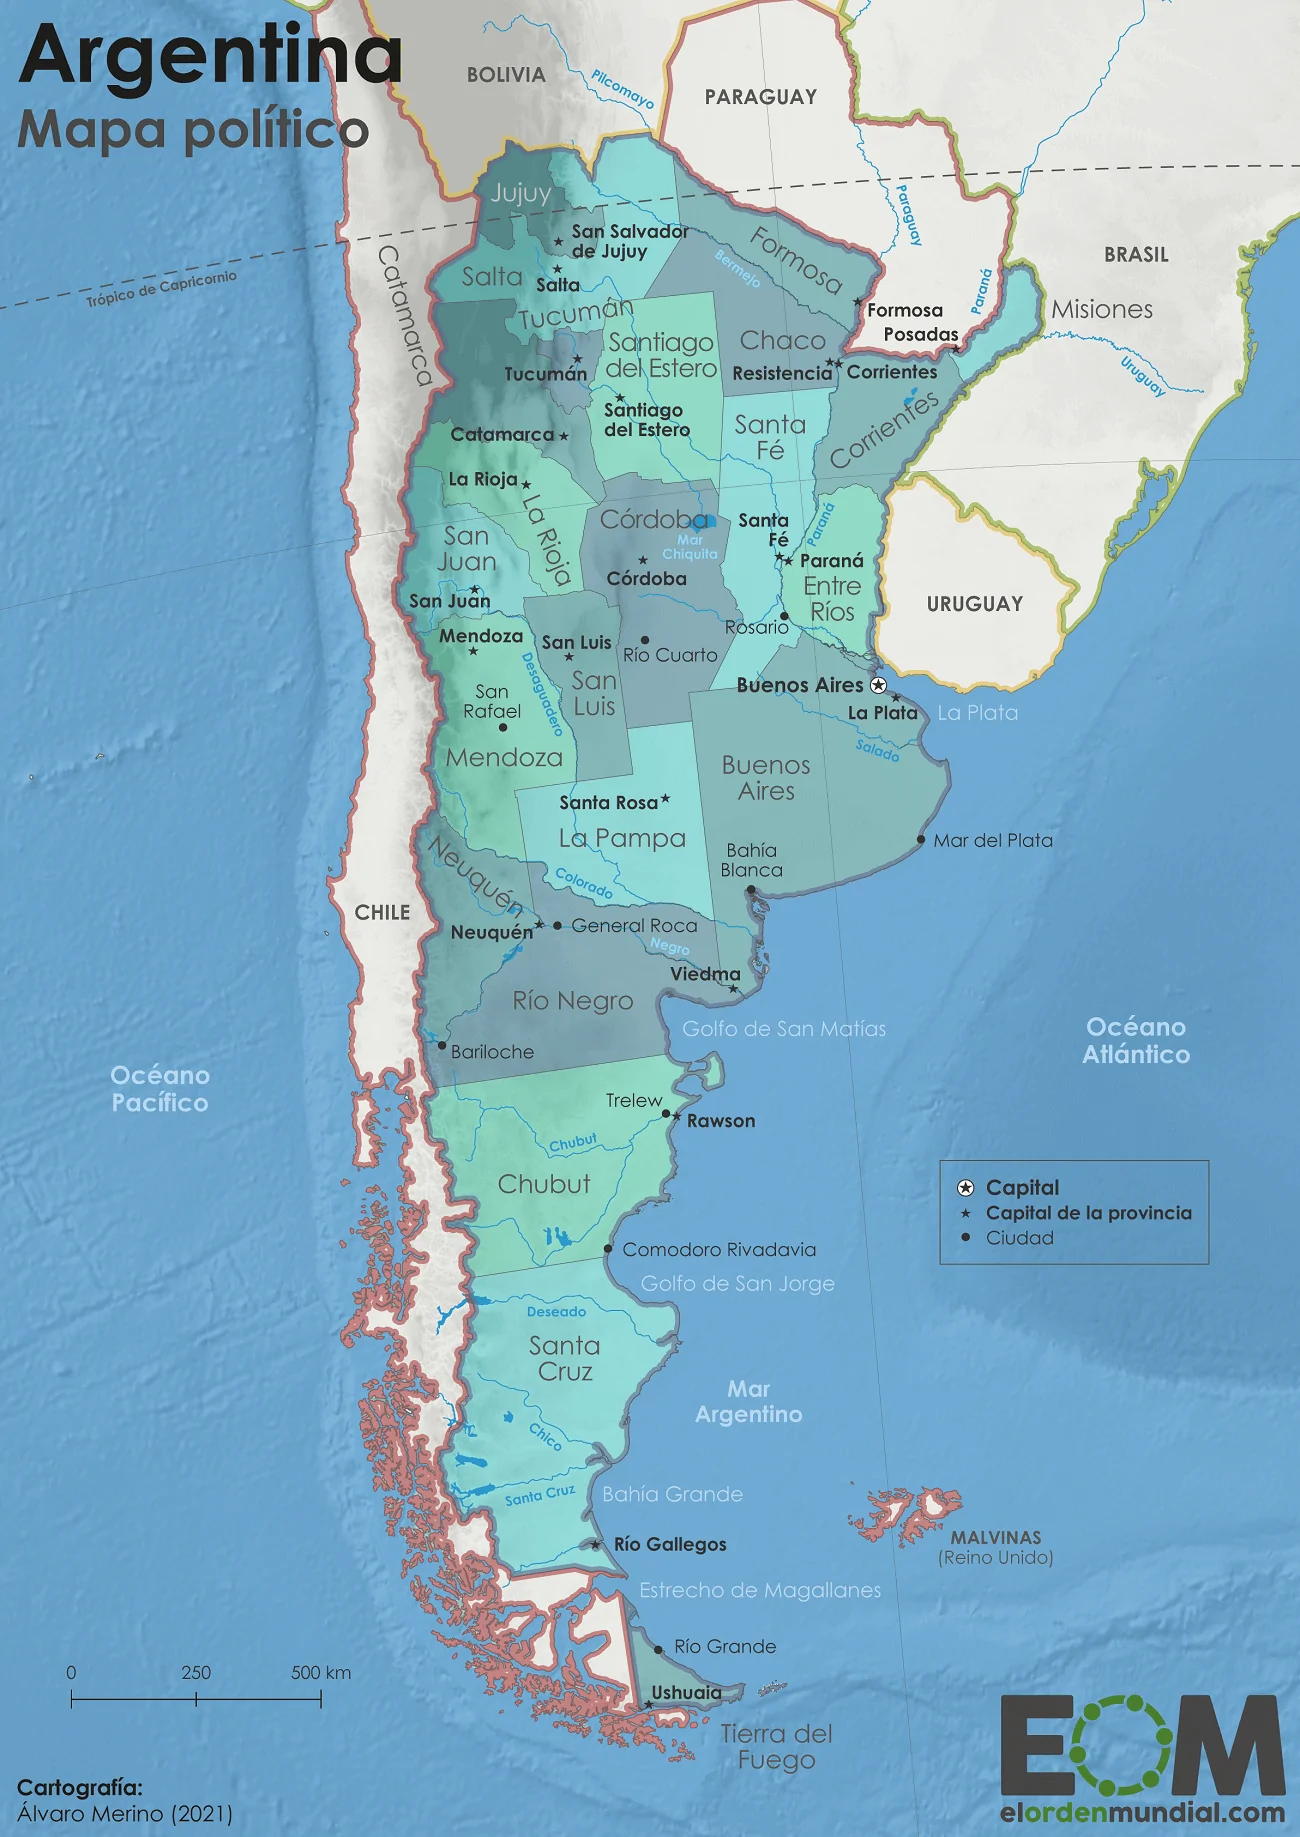 Argentina
Mapa político
BOLIVIA
Pilcomayo
PARAGUAY
Jujuy
Paraguay
San Salvador
de Jujuy
Formosa
BRASIL
Catamarca
Salta
Salta
Bermejo
Trópico de Capricornio
Paraná
Tucumán
Formosa
Misiones
Posadas
Santiago
del Estero
Chaco
Tucumán
Resistencia
Corrientes
Uruguay
Santiago
del Estero
Santa
Fé
Corrientes
Catamarca
La Rioja
La Rioja
Córdoba
Santa
Fé
Paraná
San
Juan
Mar
Chiquita
Paraná
Córdoba
Entre
Ríos
San Juan
URUGUAY
Rosario
Mendoza
San Luis
Río Cuarto
Desaguadero
San
Luis
Buenos Aires
San
Rafael
La Plata
La Plata
Salado
Mendoza
Buenos
Aires
Santa Rosa
La Pampa
Mar del Plata
Neuquén
Bahía
Blanca
Colorado
CHILE
General Roca
Neuquén
Negro
Viedma
Río Negro
Golfo de San Matías
Océano
Atlántico
Bariloche
Océano
Pacífico
Trelew
Rawson
Chubut
Chubut
Capital
Capital de la provincia
Ciudad
Comodoro Rivadavia
Golfo de San Jorge
Deseado
Santa
Cruz
Mar
Argentino
Chico
Santa Cruz
Bahía Grande
Río Gallegos
MALVINAS
(Reino Unido)
Estrecho de Magallanes
Río Grande
0 250 500 km
Ushuaia
Tierra del
Fuego
Cartografía:
Álvaro Merino (2021)
EOM
elordenmundial.com